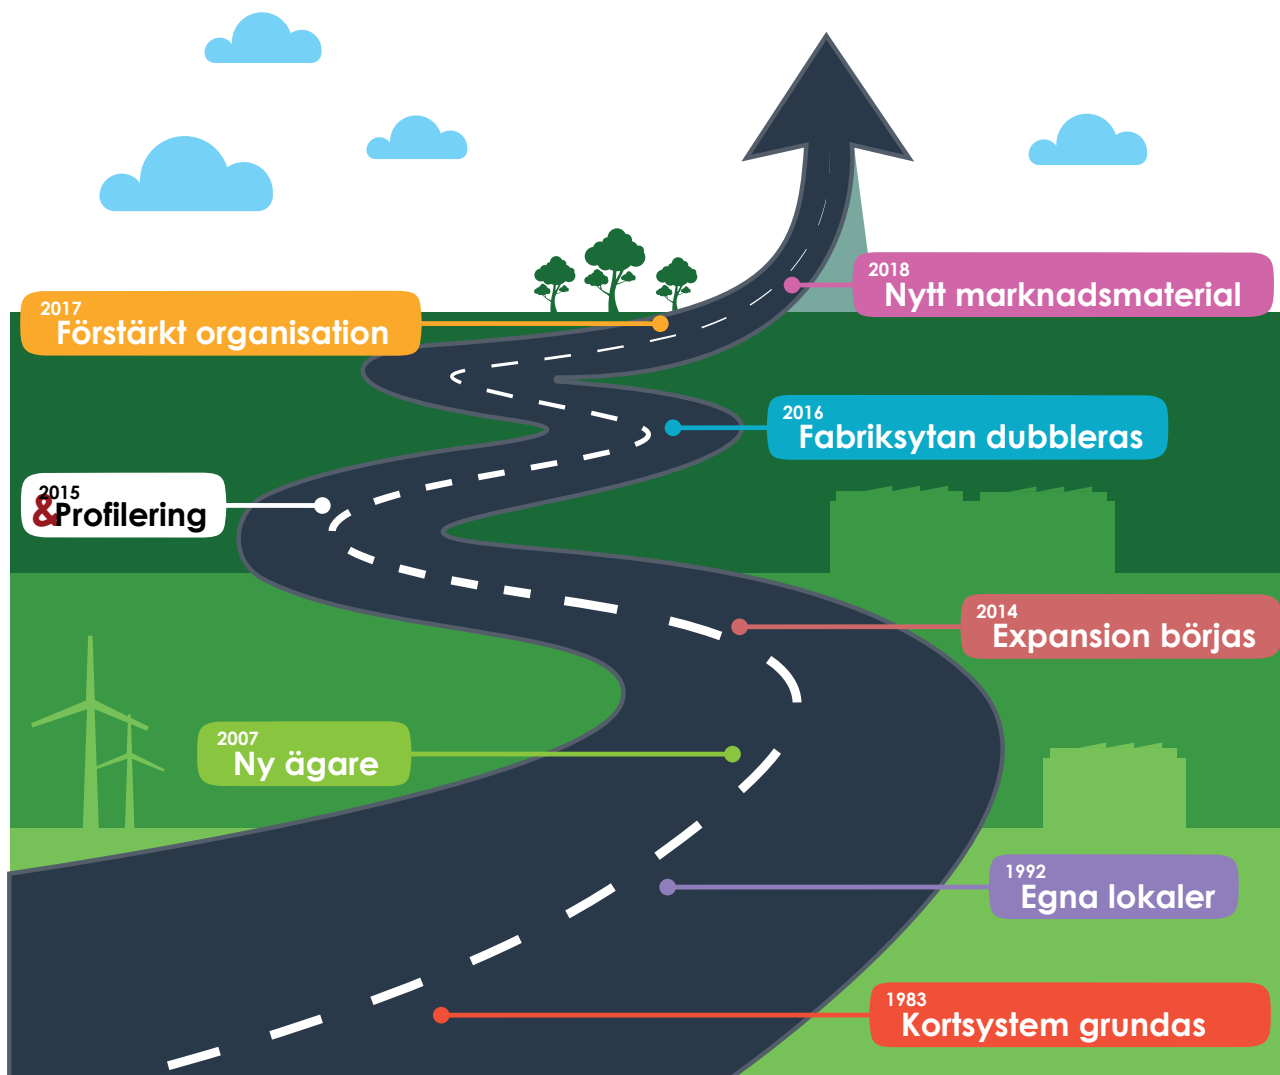 2018
Nytt marknadsmaterial
2017
Förstärkt organisation
2016
Fabriksytan dubbleras
2015
&Profilering
2014
Expansion börjas
2007
Ny ägare
1992
Egna lokaler
1983
Kortsystem grundas